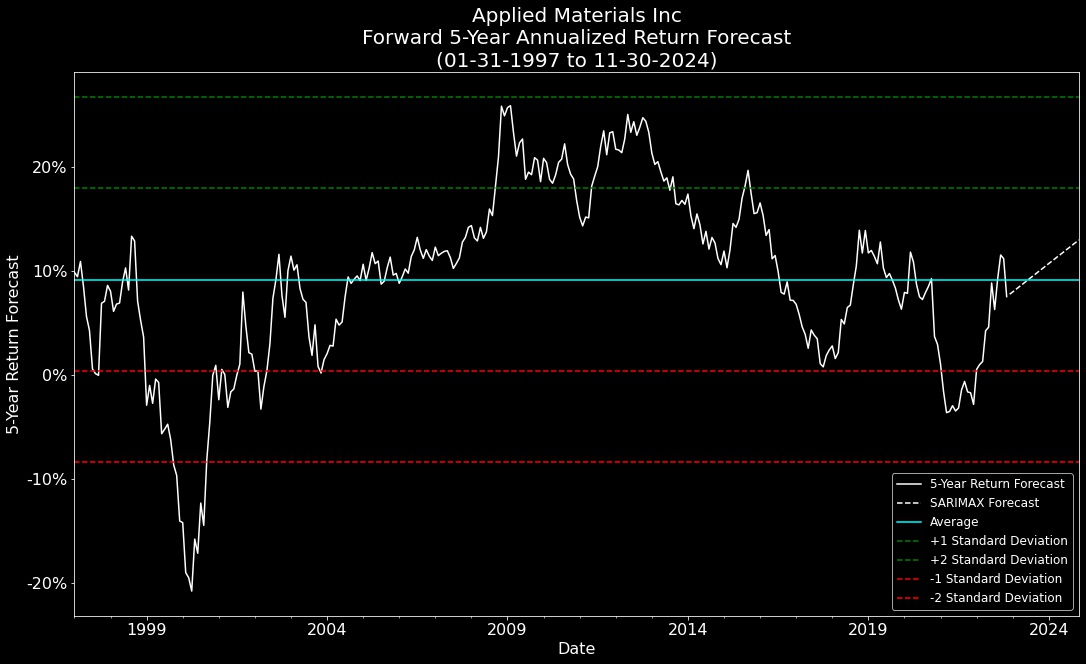 Applied Materials Inc
Forward 5-Year Annualized Return Forecast
(01-31-1997 to 11-30-2024)
5-Year Return Forecast
20%
10%
0%
-10%
-20%
5-Year Return Forecast
SARIMAX Forecast
Average
+1 Standard Deviation
+2 Standard Deviation
-1 Standard Deviation
-2 Standard Deviation
1999 2004 2009 2014 2019 2024
Date